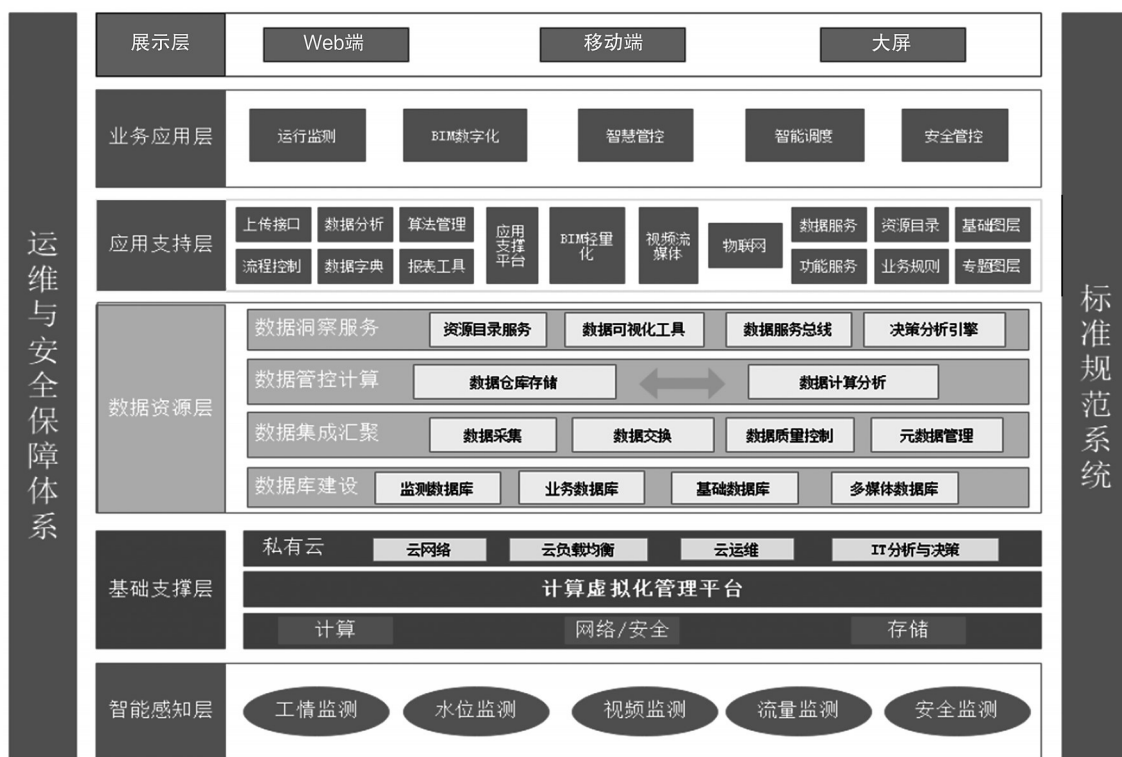 运维与安全保障体系
展示层
Web端
移动端
大屏
业务应用层
运行监测
BIM数字化
智慧管控
智能调度
安全管控
应用支持层
上传接口
数据分析
算法管理
流程控制
数据字典
报表工具
应用
支撑
平台
BIM轻量
化
视频流
媒体
物联网
数据服务
资源目录
基础图层
功能服务
业务规则
专题图层
数据资源层
数据洞察服务
资源目录服务
数据可视化工具
数据服务总线
决策分析引擎
数据管控计算
数据仓库存储
数据计算分析
数据集成汇聚
数据采集
数据交换
数据质量控制
元数据管理
数据库建设
监测数据库
业务数据库
基础数据库
多媒体数据库
基础支撑层
私有云
云网络
云负载均衡
云运维
IT分析与决策
计算虚拟化管理平台
计算
网络/安全
存储
智能感知层
工情监测
水位监测
视频监测
流量监测
安全监测
标准规范系统